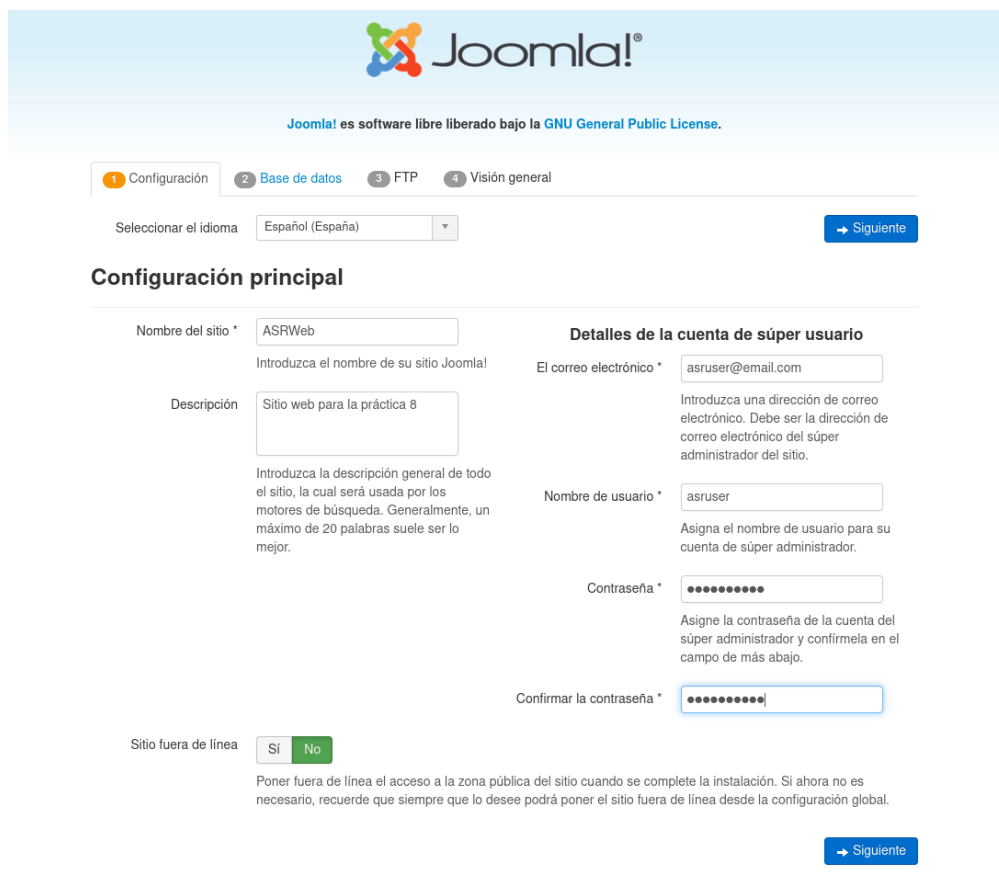 Joomla!®
Joomla! es software libre liberado bajo la GNU General Public License.
1 Configuración
2 Base de datos
3 FTP
4 Visión general
Seleccionar el idioma
Español (España)
Siguiente
Configuración principal
Nombre del sitio *
ASRWeb
Introduzca el nombre de su sitio Joomla!
Descripción
Sitio web para la práctica 8
Introduzca la descripción general de todo
el sitio, la cual será usada por los
motores de búsqueda. Generalmente, un
máximo de 20 palabras suele ser lo
mejor.
Detalles de la cuenta de súper usuario
El correo electrónico *
asruser@email.com
Introduzca una dirección de correo
electrónico. Debe ser la dirección de
correo electrónico del súper
administrador del sitio.
Nombre de usuario *
asruser
Asigna el nombre de usuario para su
cuenta de súper administrador.
Contraseña *
●●●●●●●●●●
Asigne la contraseña de la cuenta del
súper administrador y confírmela en el
campo de más abajo.
Confirmar la contraseña *
●●●●●●●●●●
Sitio fuera de línea
Sí No
Poner fuera de línea el acceso a la zona pública del sitio cuando se complete la instalación. Si ahora no es
necesario, recuerde que siempre que lo desee podrá poner el sitio fuera de línea desde la configuración global.
Siguiente